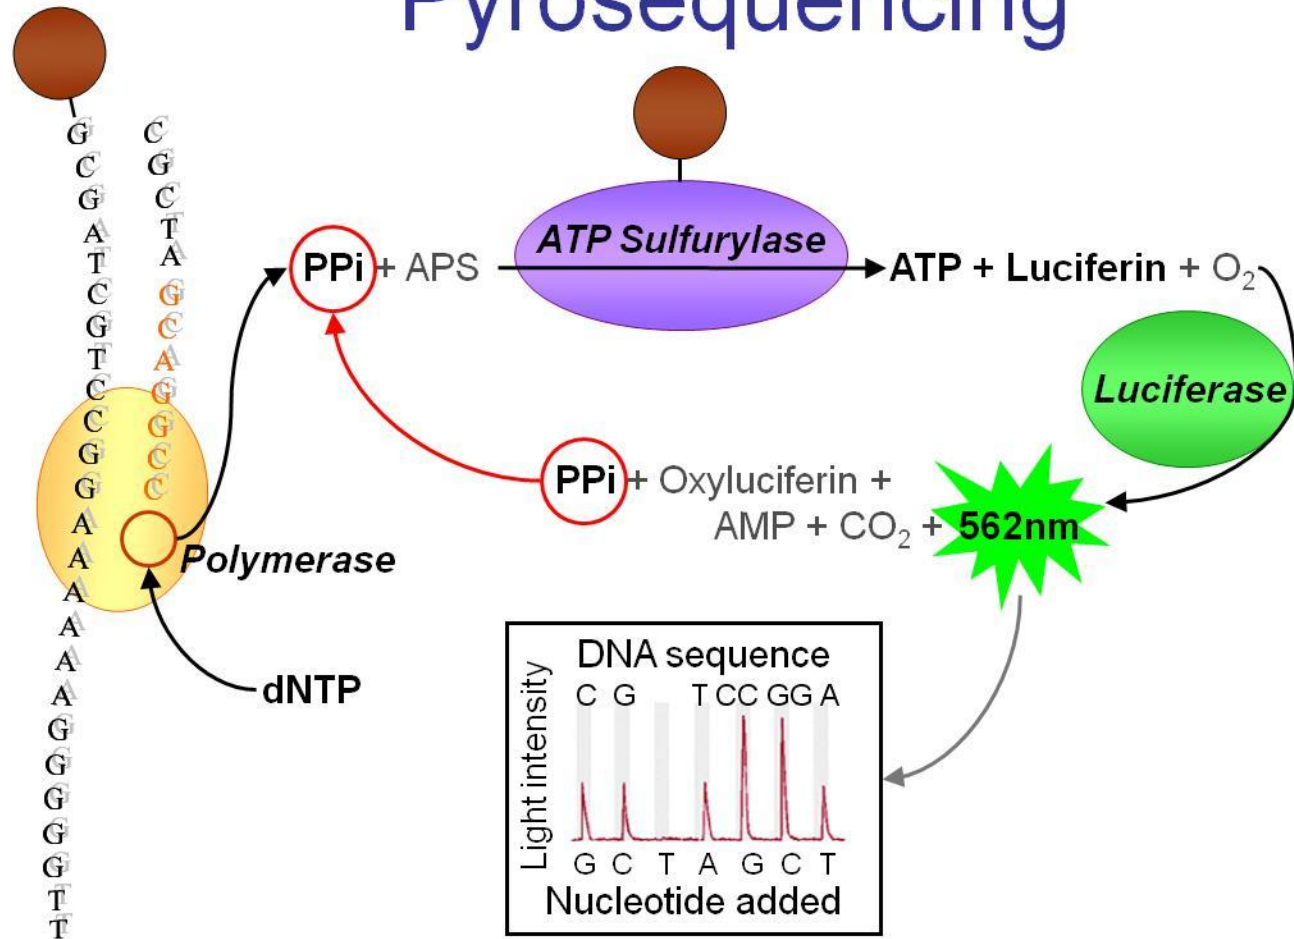 Pyrosequencing
G C G A T C G T C C G G A A A A A A G G G G G T T
C G C T A G C A G G C C
PPi + APS
ATP Sulfurylase
ATP + Luciferin + O₂
Luciferase
PPi + Oxyluciferin +
AMP + CO₂ + 562nm
Polymerase
dNTP
DNA sequence
C G T CC GG A
Light intensity
G C T A G C T
Nucleotide added